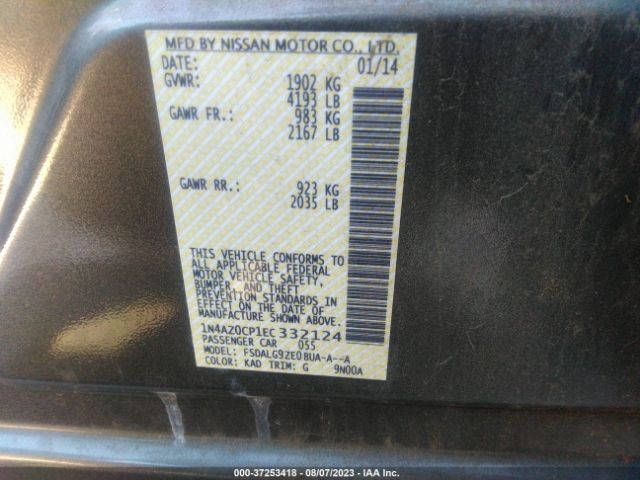 MFD BY NISSAN MOTOR CO., LTD.
DATE: 01/14
GVWR: 1902 KG
4193 LB
GAWR FR.: 983 KG
2167 LB
GAWR RR.: 923 KG
2035 LB
THIS VEHICLE CONFORMS TO
ALL APPLICABLE FEDERAL
MOTOR VEHICLE SAFETY,
BUMPER, AND THEFT
PREVENTION STANDARDS IN
EFFECT ON THE DATE OF
MANUFACTURE SHOWN ABOVE.
1N4AZ0CP1EC332124
PASSENGER CAR 055
MODEL: FSDALG9ZE0BUA-A--A
COLOR: KAD TRIM: G 9N00A
000-37253418 - 08/07/2023 - IAA Inc.